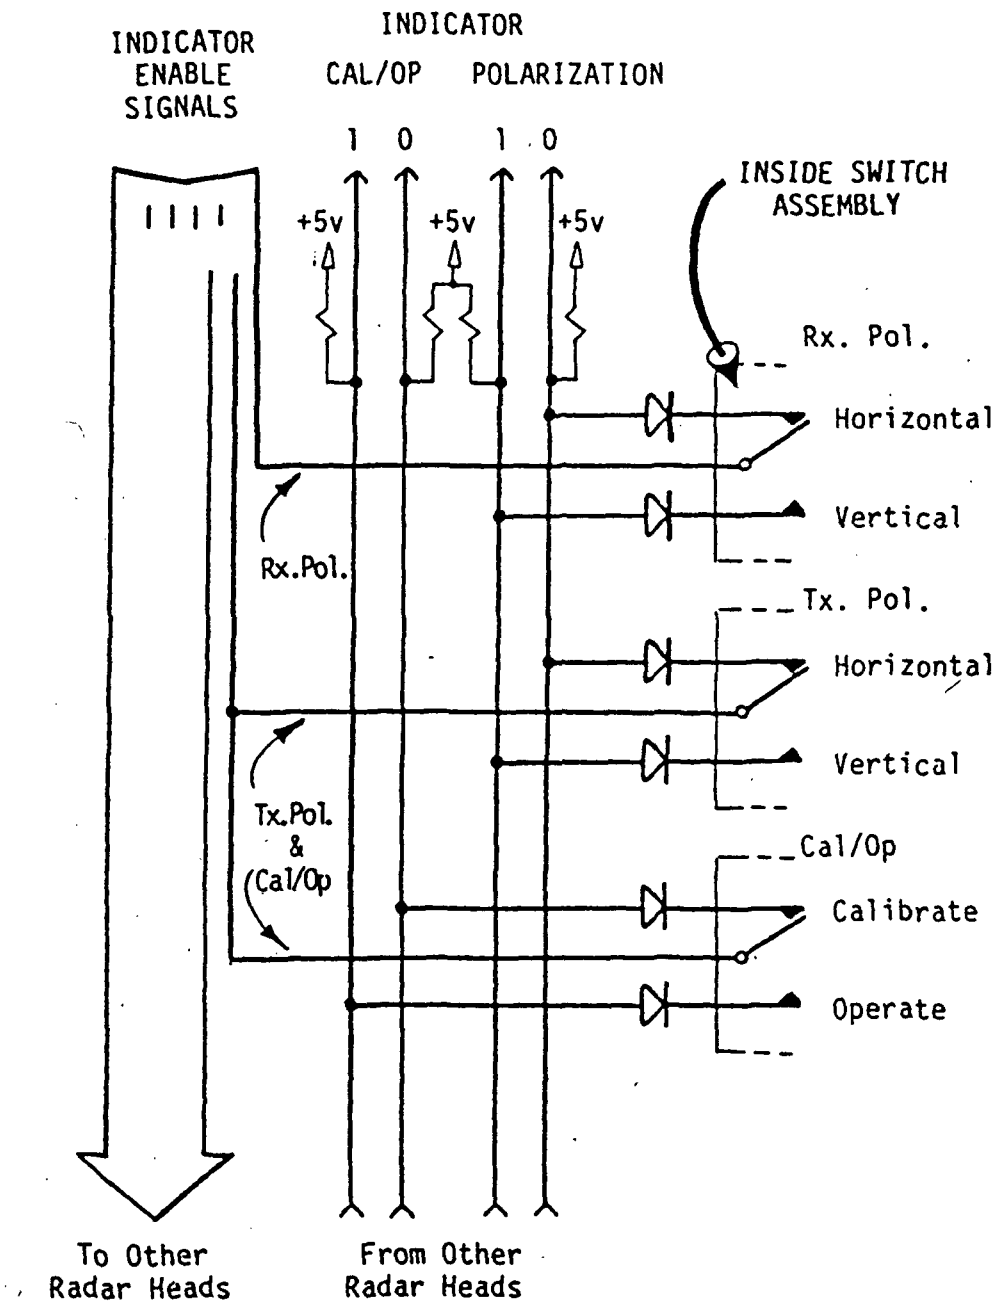 INDICATOR
ENABLE
SIGNALS
INDICATOR
CAL/OP
POLARIZATION
1 0
1 0
+5v
+5v
+5v
INSIDE SWITCH
ASSEMBLY
Rx. Pol.
Horizontal
Vertical
Rx.Pol.
Tx. Pol.
Horizontal
Vertical
Tx.Pol.
&
Cal/Op
Cal/Op
Calibrate
Operate
To Other
Radar Heads
From Other
Radar Heads